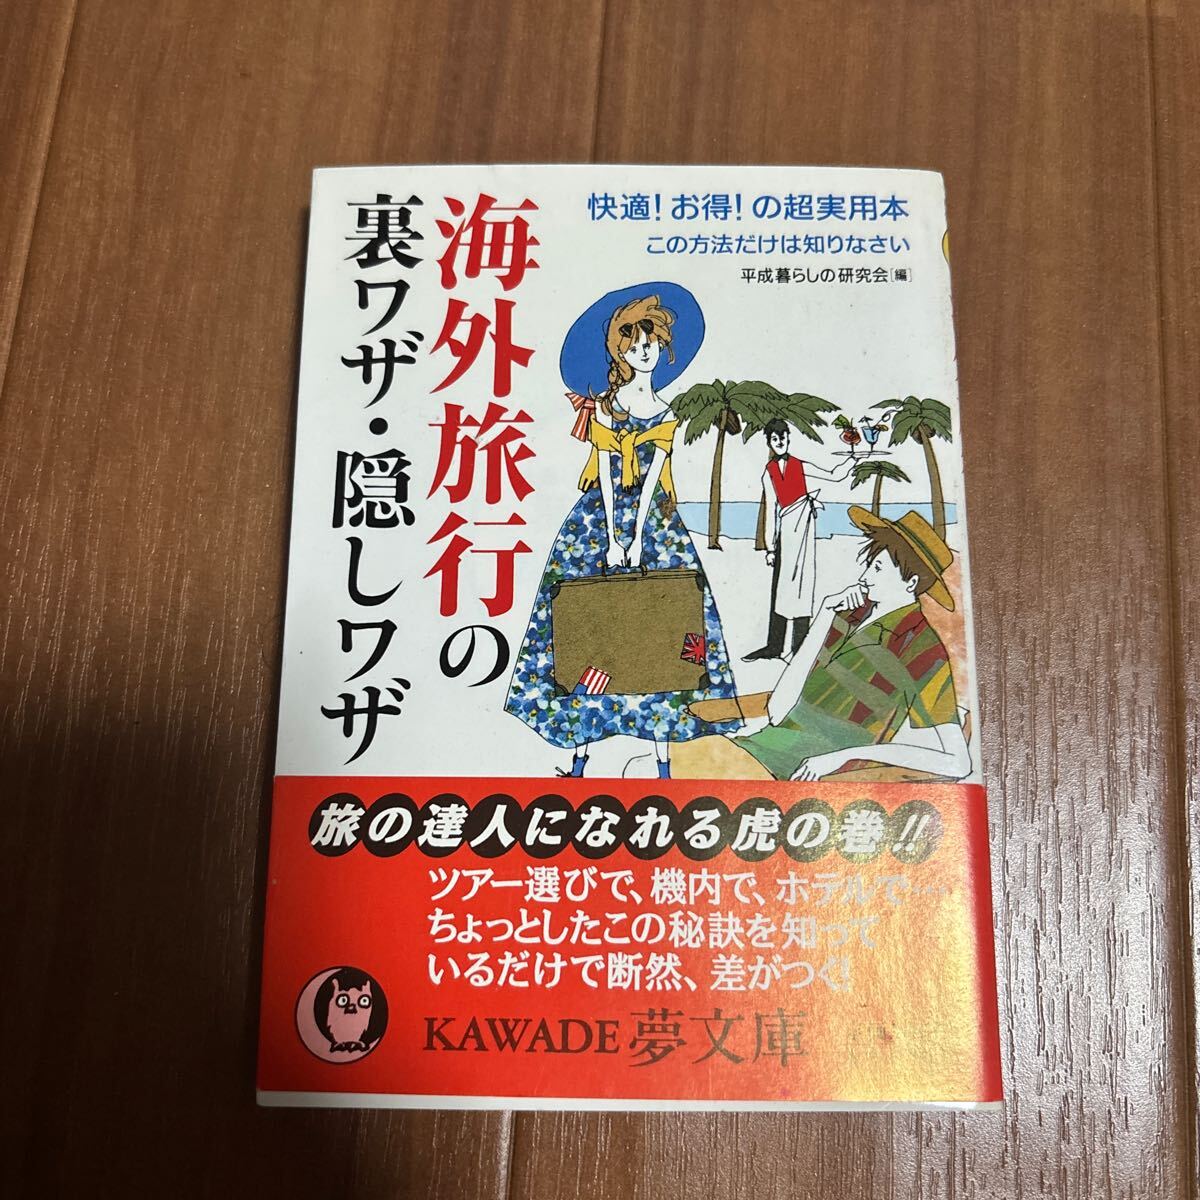 快適!お得!の超実用本
この方法だけは知りなさい
平成暮らしの研究会[編]
海外旅行の
裏ワザ・隠しワザ
旅の達人になれる虎の巻!!
ツアー選びで、機内で、ホテルで…
ちょっとしたこの秘訣を知って
いるだけで断然、差がつく!
KAWADE夢文庫